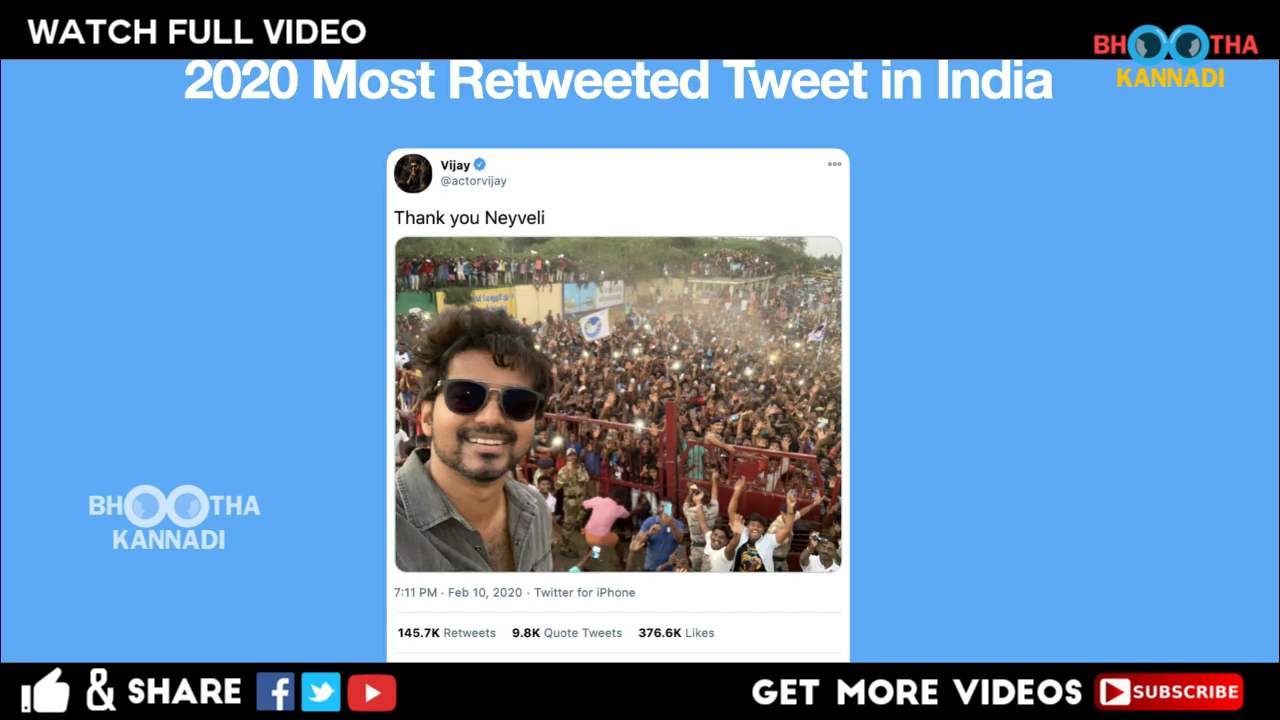 WATCH FULL VIDEO
BHOOTHA
KANNADI
2020 Most Retweeted Tweet in India
Vijay
@actorvijay
Thank you Neyveli
BHOOTHA
KANNADI
7:11 PM · Feb 10, 2020 · Twitter for iPhone
145.7K Retweets 9.8K Quote Tweets 376.6K Likes
& SHARE
GET MORE VIDEOS
SUBSCRIBE